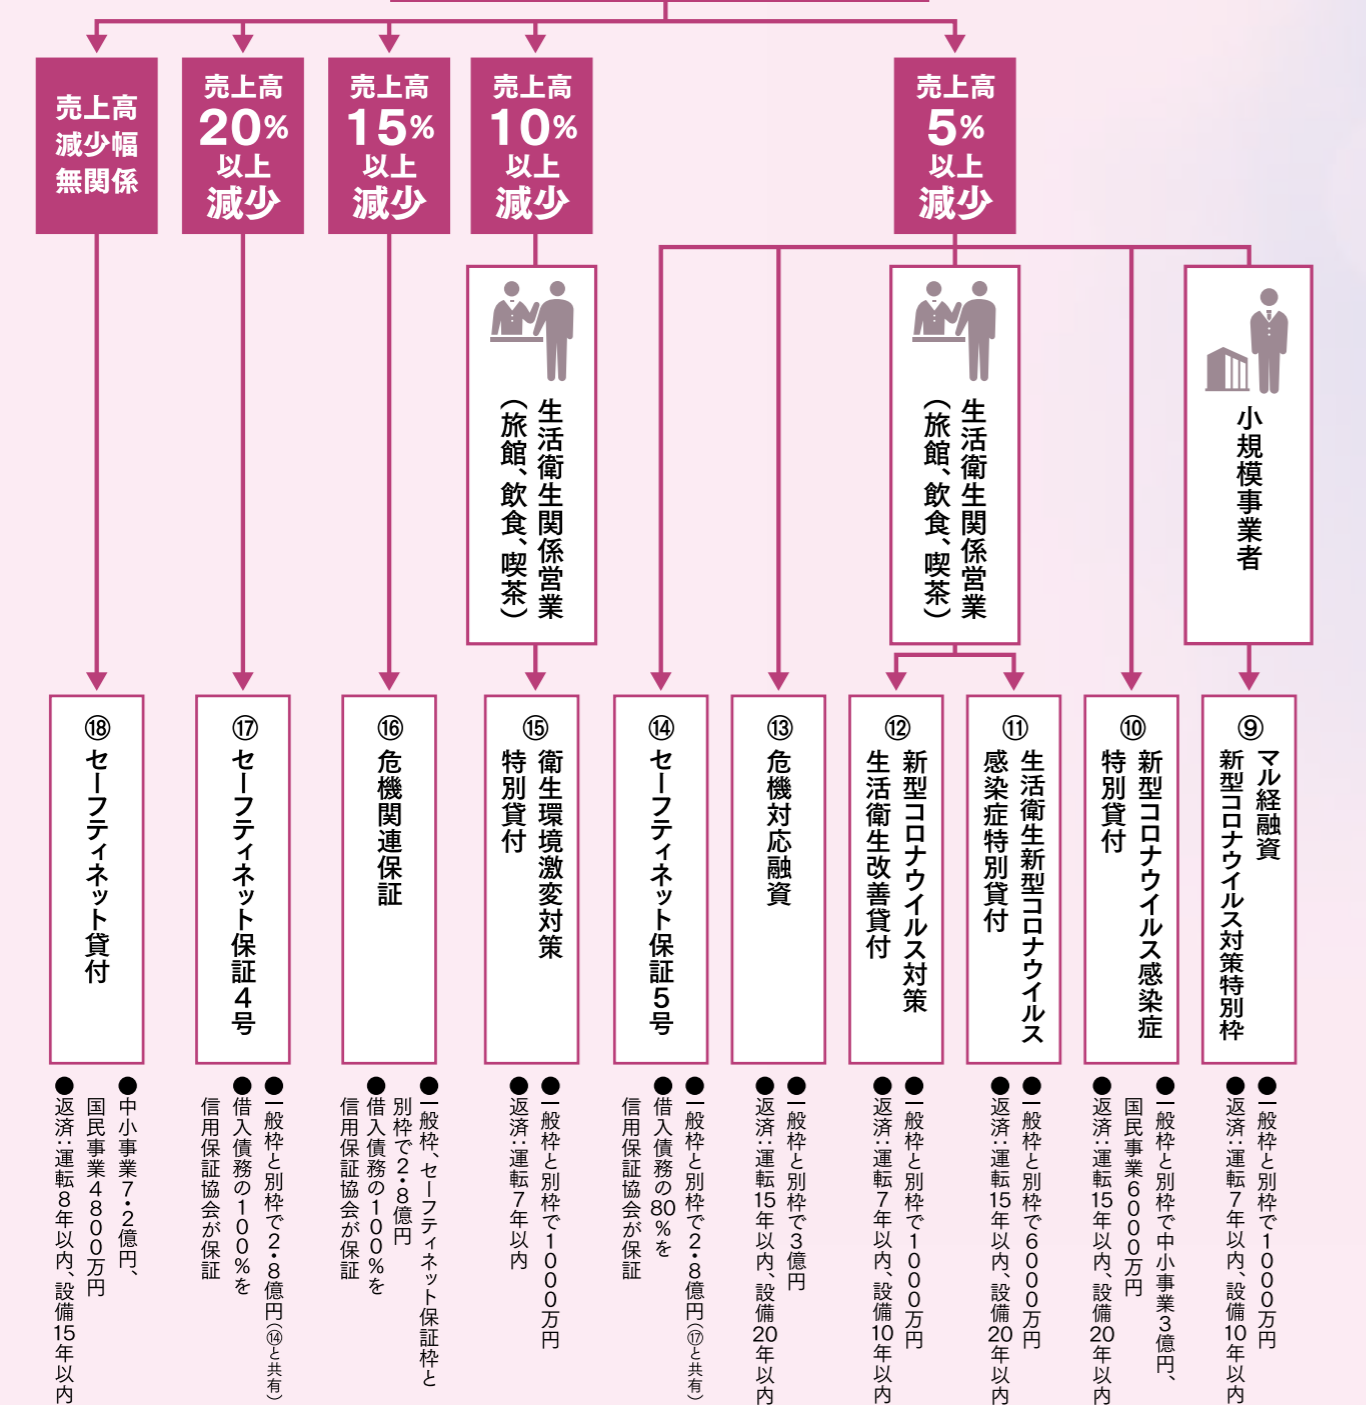 売上高
5%
以上
減少
売上高
10%
以上
減少
売上高
15%
以上
減少
売上高
20%
以上
減少
売上高
減少幅
無関係
小規模事業者
生活衛生関係営業
（旅館、飲食、喫茶）
生活衛生関係営業
（旅館、飲食、喫茶）
⑨
マル経融資
新型コロナウイルス対策特別枠
●一般枠と別枠で1000万円
●返済：運転7年以内、設備10年以内
⑩
新型コロナウイルス感染症
特別貸付
●一般枠と別枠で中小事業3億円、
国民事業6000万円
●返済：運転15年以内、設備20年以内
⑪
生活衛生新型コロナウイルス
感染症特別貸付
●一般枠と別枠で6000万円
●返済：運転15年以内、設備20年以内
⑫
新型コロナウイルス対策
生活衛生改善貸付
●一般枠と別枠で1000万円
●返済：運転7年以内、設備10年以内
⑬
危機対応融資
●一般枠と別枠で3億円
●返済：運転15年以内、設備20年以内
⑭
セーフティネット保証5号
●一般枠と別枠で2・8億円（⑰と共有）
●借入債務の80%を
信用保証協会が保証
⑮
衛生環境激変対策
特別貸付
●一般枠と別枠で1000万円
●返済：運転7年以内
⑯
危機関連保証
●一般枠、セーフティネット保証枠と
別枠で2・8億円
●借入債務の100%を
信用保証協会が保証
⑰
セーフティネット保証4号
●一般枠と別枠で2・8億円（⑭と共有）
●借入債務の100%を
信用保証協会が保証
⑱
セーフティネット貸付
●中小事業7・2億円、
国民事業4800万円
●返済：運転8年以内、設備15年以内